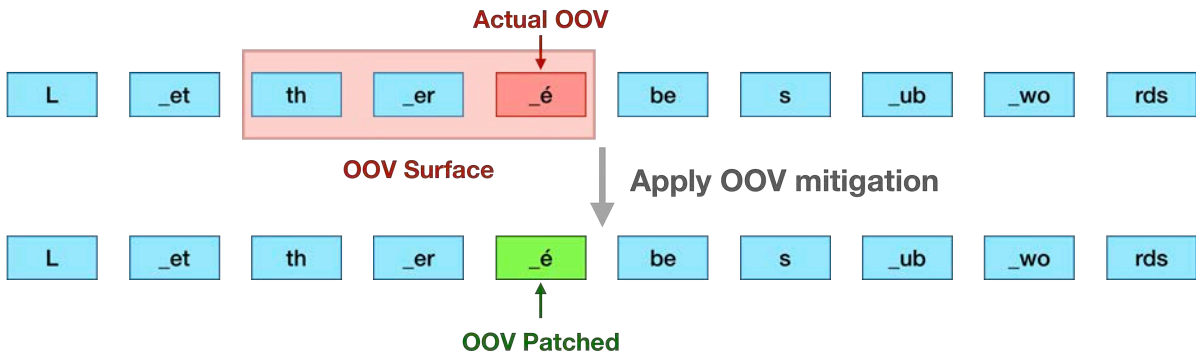 Actual OOV
L _et th _er _é be s _ub _wo rds
OOV Surface
Apply OOV mitigation
L _et th _er _é be s _ub _wo rds
OOV Patched